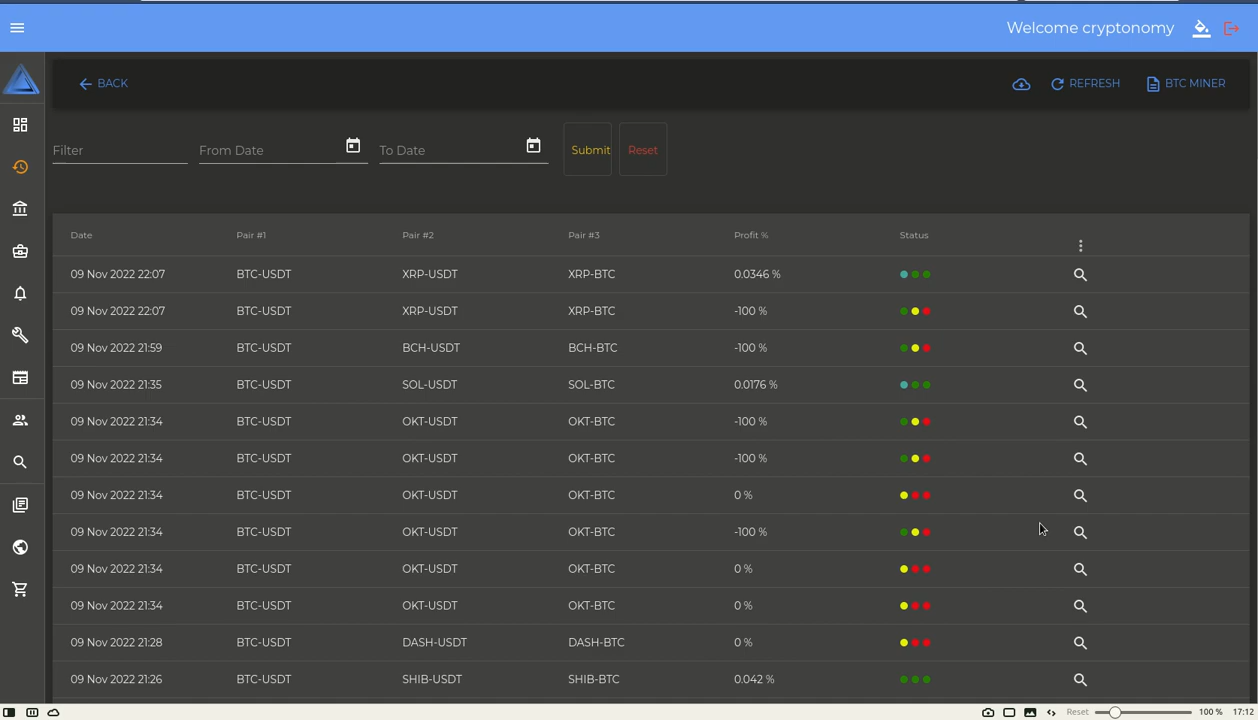 Welcome cryptonomy
BACK
REFRESH
BTC MINER
Filter
From Date
To Date
Submit
Reset
Date Pair #1 Pair #2 Pair #3 Profit % Status
09 Nov 2022 22:07 BTC-USDT XRP-USDT XRP-BTC 0.0346 %
09 Nov 2022 22:07 BTC-USDT XRP-USDT XRP-BTC -100 %
09 Nov 2022 21:59 BTC-USDT BCH-USDT BCH-BTC -100 %
09 Nov 2022 21:35 BTC-USDT SOL-USDT SOL-BTC 0.0176 %
09 Nov 2022 21:34 BTC-USDT OKT-USDT OKT-BTC -100 %
09 Nov 2022 21:34 BTC-USDT OKT-USDT OKT-BTC -100 %
09 Nov 2022 21:34 BTC-USDT OKT-USDT OKT-BTC 0 %
09 Nov 2022 21:34 BTC-USDT OKT-USDT OKT-BTC -100 %
09 Nov 2022 21:34 BTC-USDT OKT-USDT OKT-BTC 0 %
09 Nov 2022 21:34 BTC-USDT OKT-USDT OKT-BTC 0 %
09 Nov 2022 21:28 BTC-USDT DASH-USDT DASH-BTC 0 %
09 Nov 2022 21:26 BTC-USDT SHIB-USDT SHIB-BTC 0.042 %
Reset 100 % 17:12